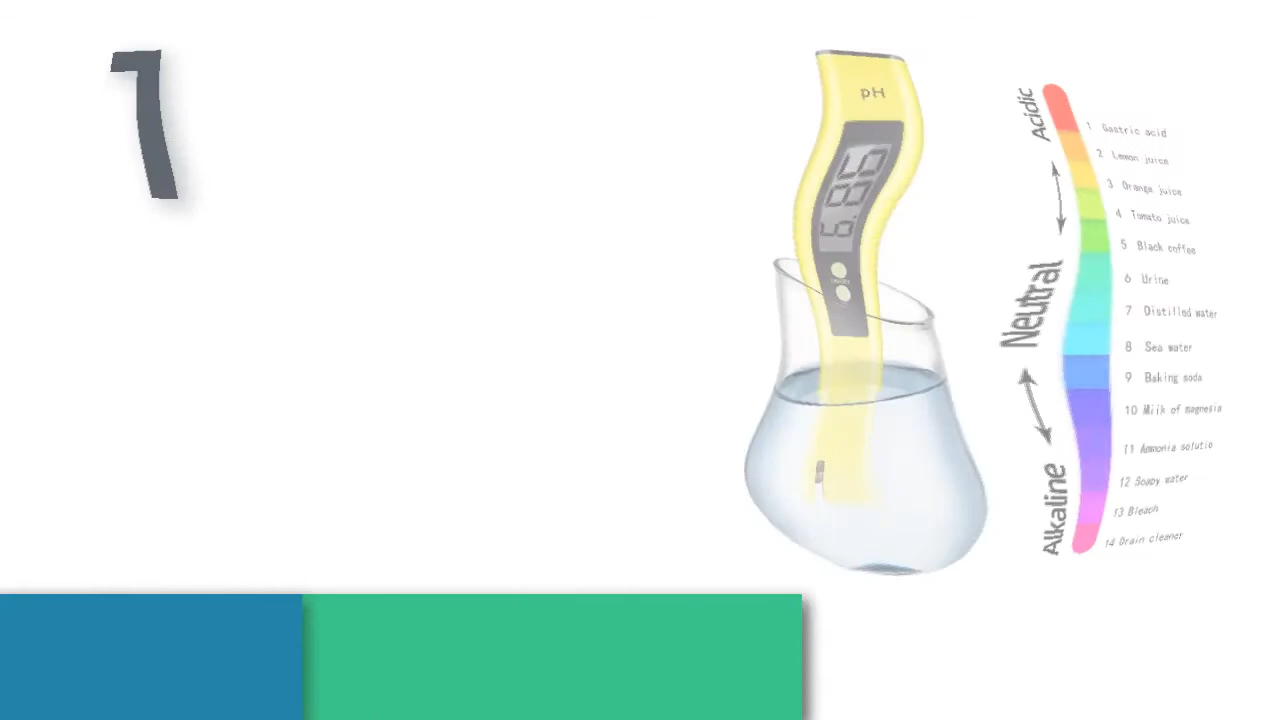 1
pH
6.86
ON/OFF
Acidic
Neutral
Alkaline
1 Gastric acid
2 Lemon juice
3 Orange juice
4 Tomato juice
5 Black coffee
6 Urine
7 Distilled water
8 Sea water
9 Baking soda
10 Milk of magnesia
11 Ammonia solutio
12 Soapy water
13 Bleach
14 Drain cleaner